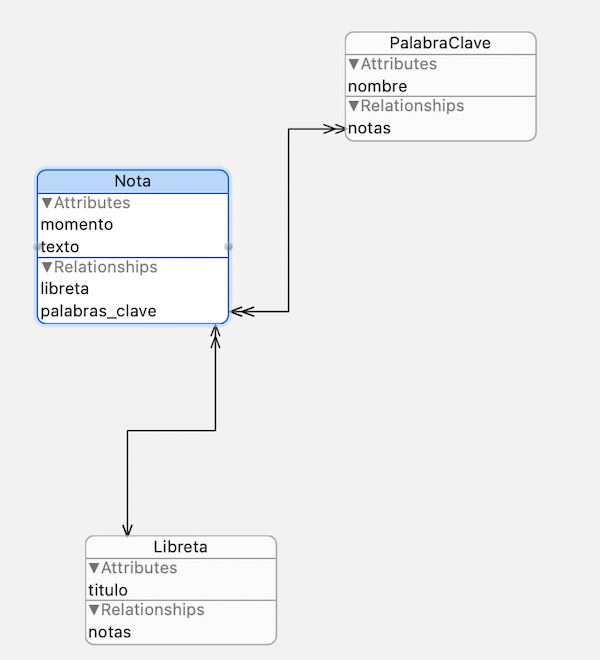 PalabraClave
▼Attributes
nombre
▼Relationships
notas
Nota
▼Attributes
momento
texto
▼Relationships
libreta
palabras_clave
Libreta
▼Attributes
titulo
▼Relationships
notas